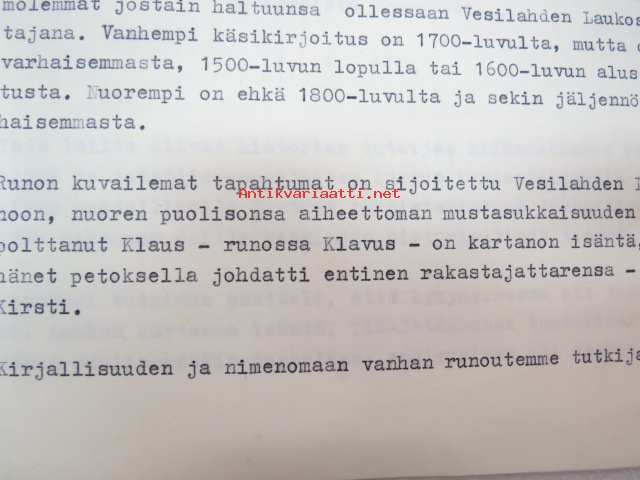 molemmat jostain haltuunsa ollessaan Vesilahden Laukos
tajana. Vanhempi käsikirjoitus on 1700-luvulta, mutta
varhaisemmasta, 1500-luvun lopulla tai 1600-luvun alus
tusta. Nuorempi on ehkä 1800-luvulta ja sekin jäljennö
haisemmasta.
Runon kuvailemat tapahtumat on sijoitettu Vesilahden
Antikvariaatti.net
noon, nuoren puolisonsa aiheettoman mustasukkaisuuden
polttanut Klaus - runossa Klavus - on kartanon isäntä,
hänet petoksella johdatti entinen rakastajattarensa -
Kirsti.
Kirjallisuuden ja nimenomaan vanhan runoutemme tutkija